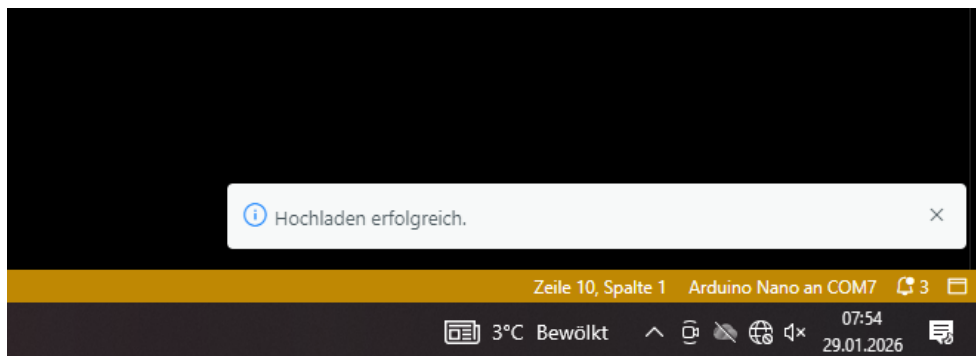 Hochladen erfolgreich.
Zeile 10, Spalte 1 Arduino Nano an COM7 3
3°C Bewölkt 07:54
29.01.2026